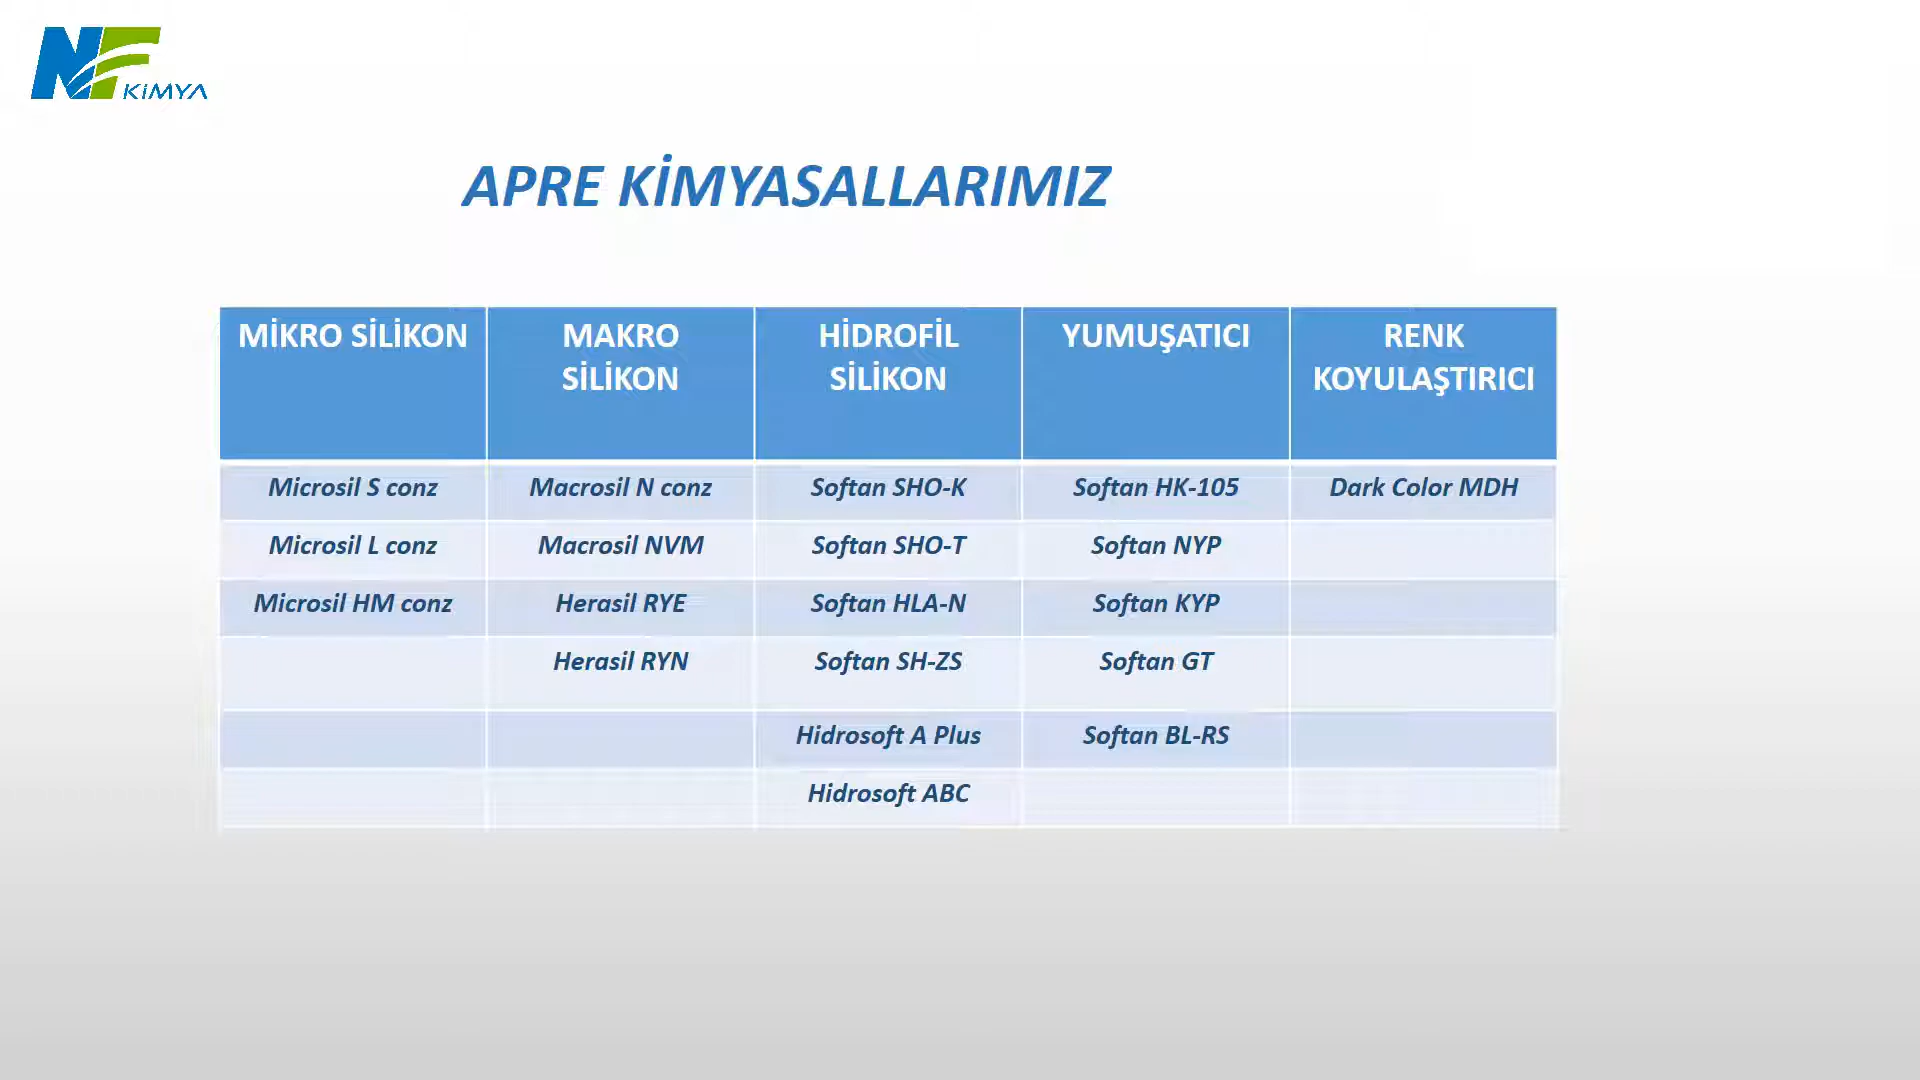 NF KİMYA
APRE KİMYASALLARIMIZ
MİKRO SİLİKON
MAKRO
SİLİKON
HİDROFİL
SİLİKON
YUMUŞATICI
RENK
KOYULAŞTIRICI
Microsil S conz
Macrosil N conz
Softan SHO-K
Softan HK-105
Dark Color MDH
Microsil L conz
Macrosil NVM
Softan SHO-T
Softan NYP
Microsil HM conz
Herasil RYE
Softan HLA-N
Softan KYP
Herasil RYN
Softan SH-ZS
Softan GT
Hidrosoft A Plus
Softan BL-RS
Hidrosoft ABC